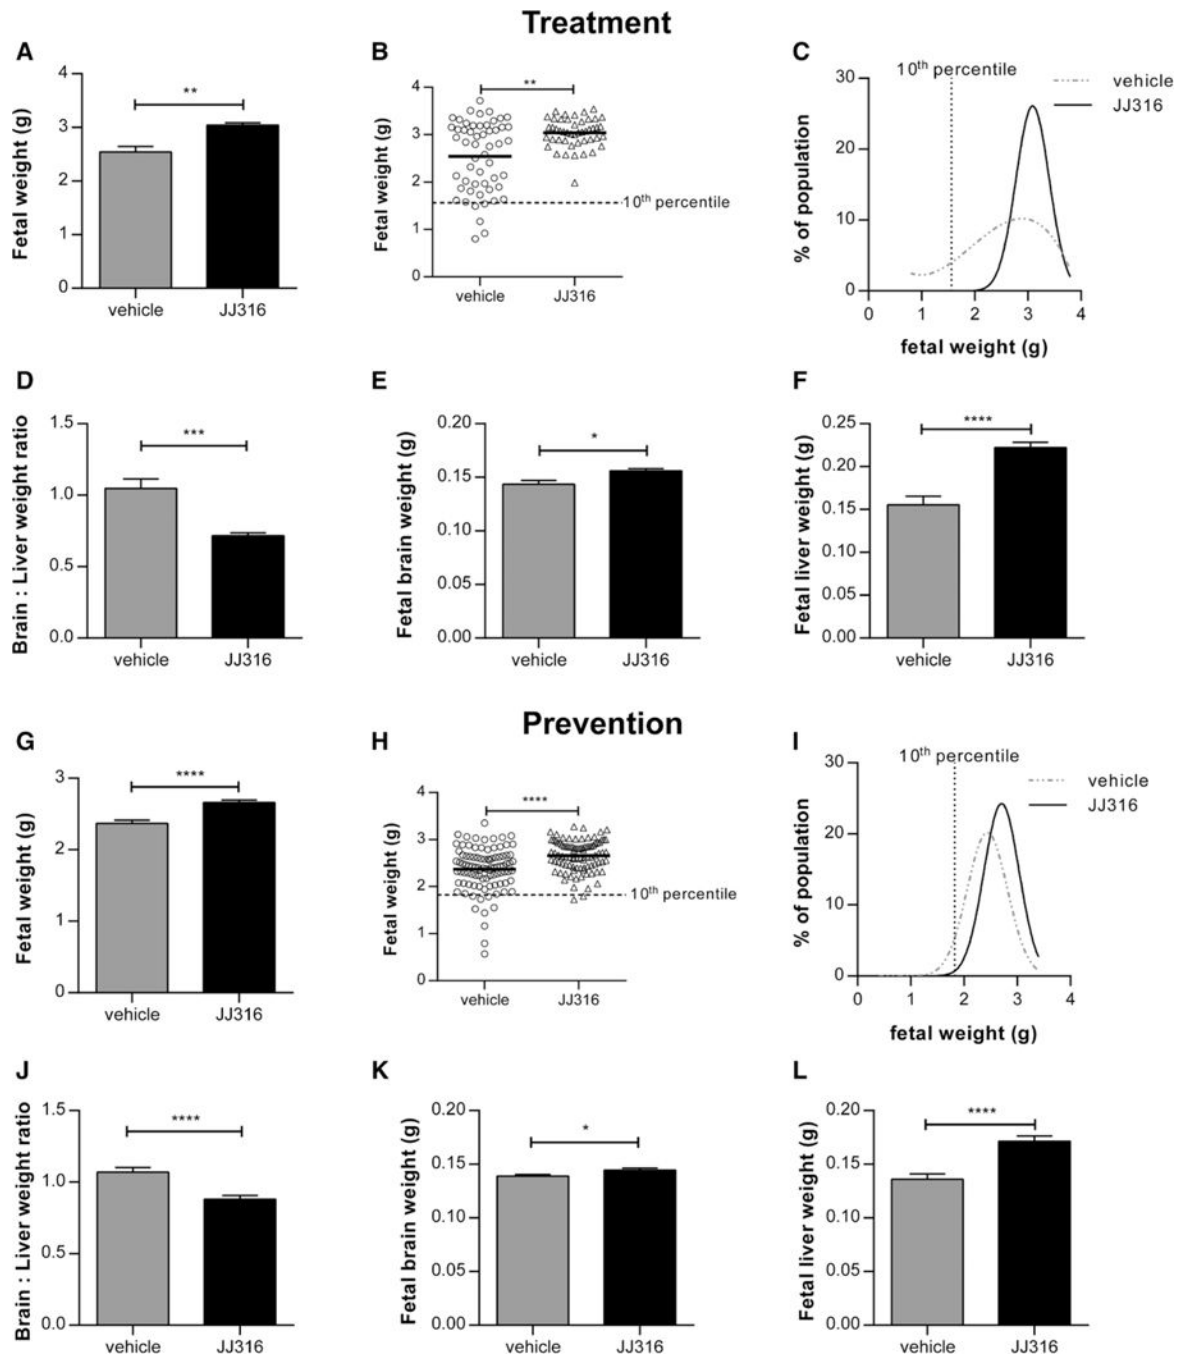 Treatment
A
B
C
4
3
2
1
0
Fetal weight (g)
**
vehicle
JJ316
4
3
2
1
0
Fetal weight (g)
**
10th percentile
vehicle
JJ316
30
20
10
0
% of population
10th percentile
vehicle
JJ316
0
1
2
3
4
fetal weight (g)
D
E
F
1.5
1.0
0.5
0.0
Brain : Liver weight ratio
***
vehicle
JJ316
0.20
0.15
0.10
0.05
0.00
Fetal brain weight (g)
*
vehicle
JJ316
0.25
0.20
0.15
0.10
0.05
0.00
Fetal liver weight (g)
****
vehicle
JJ316
Prevention
G
H
I
3
2
1
0
Fetal weight (g)
****
vehicle
JJ316
4
3
2
1
0
Fetal weight (g)
****
10th percentile
vehicle
JJ316
30
20
10
0
% of population
10th percentile
vehicle
JJ316
0
1
2
3
4
fetal weight (g)
J
K
L
1.5
1.0
0.5
0.0
Brain : Liver weight ratio
****
vehicle
JJ316
0.20
0.15
0.10
0.05
0.00
Fetal brain weight (g)
*
vehicle
JJ316
0.20
0.15
0.10
0.05
0.00
Fetal liver weight (g)
****
vehicle
JJ316